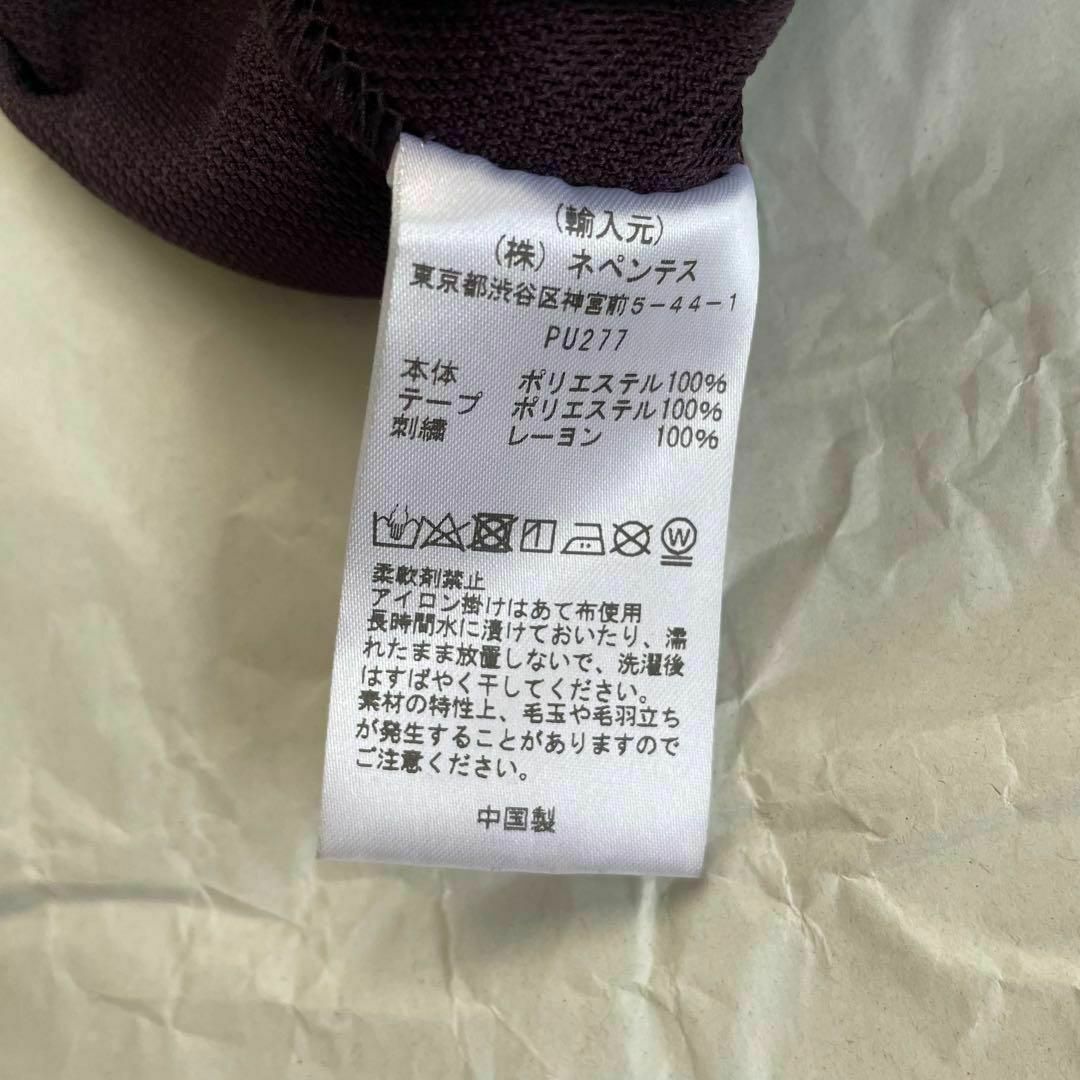 (輸入元)
(株) ネペンテス
東京都渋谷区神宮前5-44-1
PU277
本体 ポリエステル100%
テープ ポリエステル100%
刺繍 レーヨン 100%
W
柔軟剤禁止
アイロン掛けはあて布使用
長時間水に漬けておいたり、濡
れたまま放置しないで、洗濯後
はすばやく干してください。
素材の特性上、毛玉や毛羽立ち
が発生することがありますので
ご注意ください。
中国製